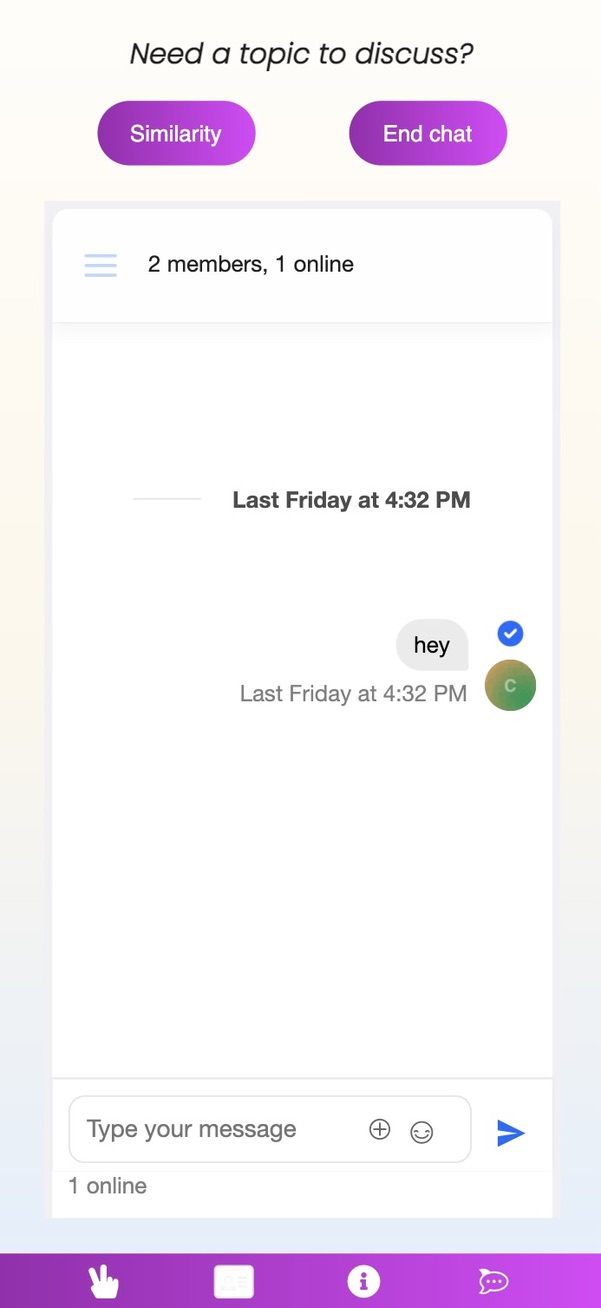 Need a topic to discuss?
Similarity
End chat
2 members, 1 online
Last Friday at 4:32 PM
hey
C
Last Friday at 4:32 PM
Type your message
1 online